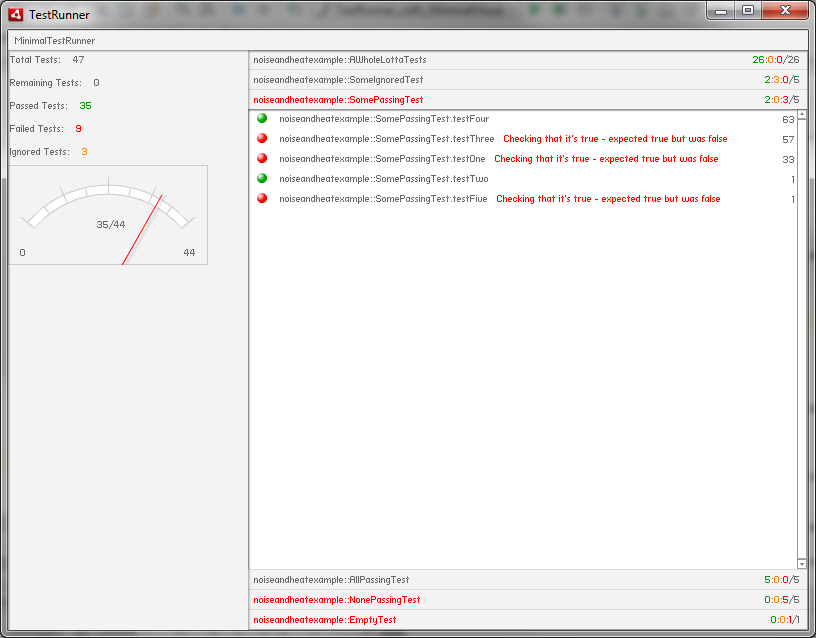 TestRunner
MinimalTestRunner
Total Tests: 47
Remaining Tests: 0
Passed Tests: 35
Failed Tests: 9
Ignored Tests: 3
35/44
0 44
noiseandheatexample::AWholeLottaTests 26:0:0/26
noiseandheatexample::SomeIgnoredTest 2:3:0/5
noiseandheatexample::SomePassingTest 2:0:3/5
noiseandheatexample::SomePassingTest.testFour 63
noiseandheatexample::SomePassingTest.testThree Checking that it's true - expected true but was false 57
noiseandheatexample::SomePassingTest.testOne Checking that it's true - expected true but was false 33
noiseandheatexample::SomePassingTest.testTwo 1
noiseandheatexample::SomePassingTest.testFive Checking that it's true - expected true but was false 1
noiseandheatexample::AllPassingTest 5:0:0/5
noiseandheatexample::NonePassingTest 0:0:5/5
noiseandheatexample::EmptyTest 0:0:1/1